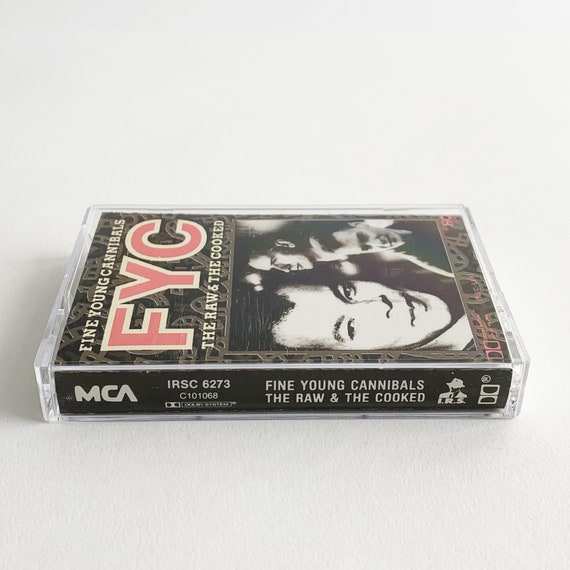 FINE YOUNG CANNIBALS
FYC
THE RAW & THE COOKED
MCA
IRSC 6273
C101068
DOLBY SYSTEM
FINE YOUNG CANNIBALS
THE RAW & THE COOKED
I.R.S.